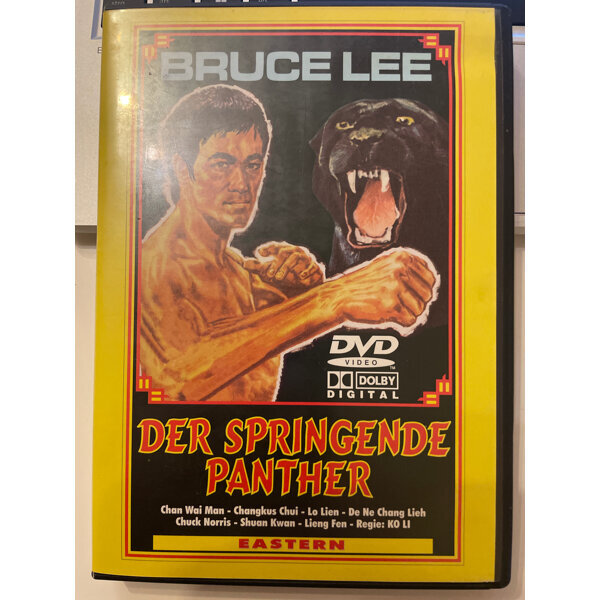 BRUCE LEE
DVD
VIDEO
TM
DOLBY
DIGITAL
DER SPRINGENDE
PANTHER
Chan Wai Man - Changkus Chui - Lo Lien - De Ne Chang Lieh
Chuck Norris - Shuan Kwan - Lieng Fen - Regie: KO LI
EASTERN